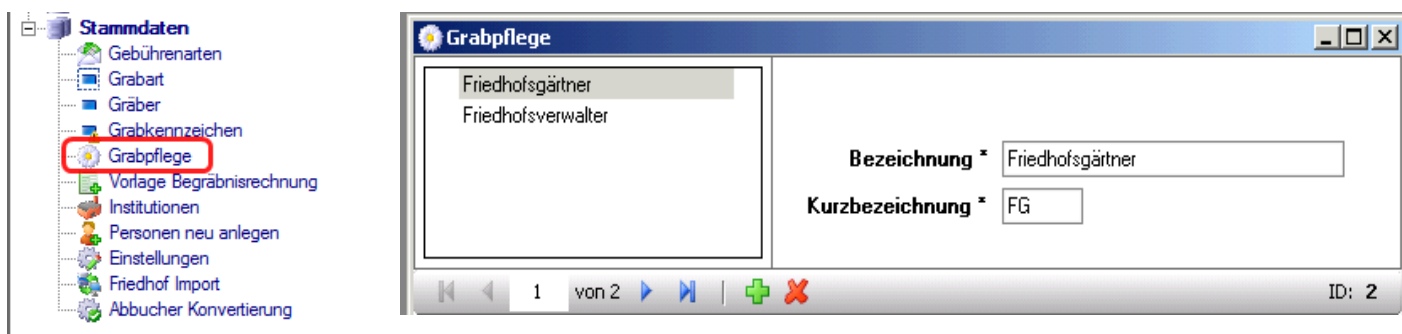 Stammdaten
Gebührenarten
Grabart
Gräber
Grabkennzeichen
Grabpflege
Vorlage Begräbnisrechnung
Institutionen
Personen neu anlegen
Einstellungen
Friedhof Import
Abbucher Konvertierung
Grabpflege
Friedhofsgärtner
Friedhofsverwalter
Bezeichnung * Friedhofsgärtner
Kurzbezeichnung * FG
1 von 2 ID: 2